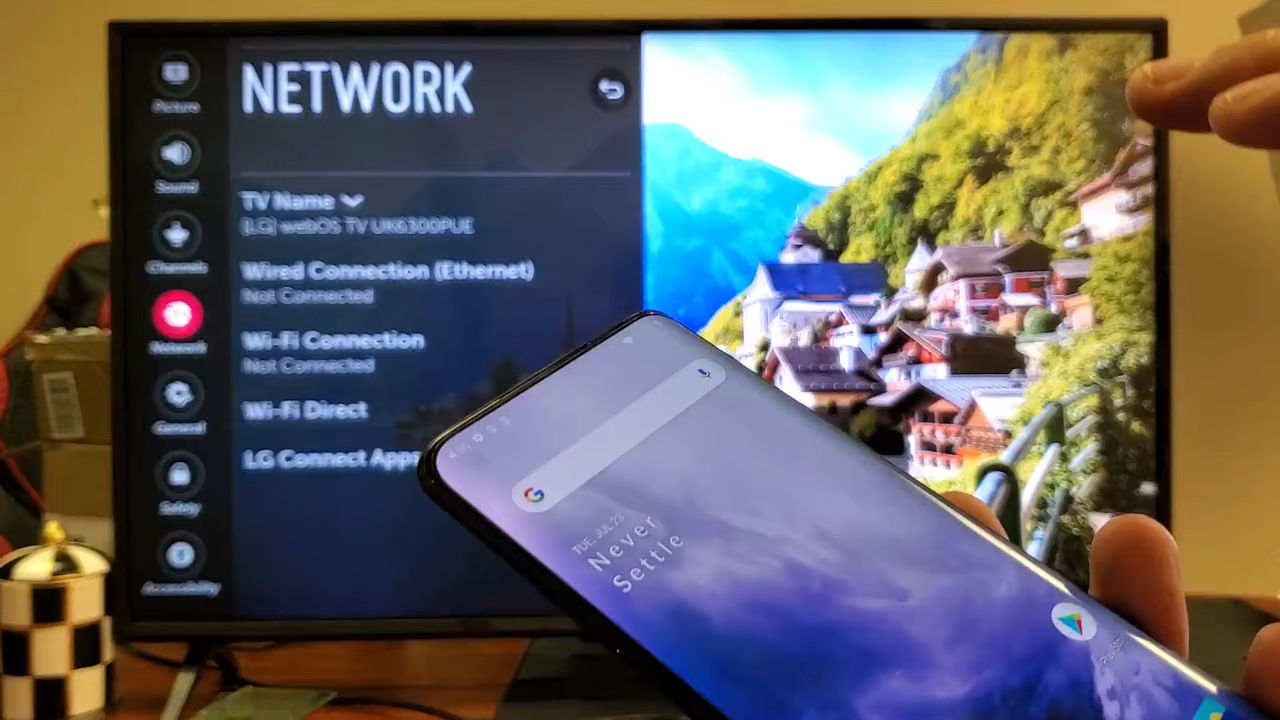 Picture
Sound
Channels
Network
General
Safety
Accessibility
NETWORK
TV Name
[LG] webOS TV UK6300PUE
Wired Connection (Ethernet)
Not Connected
Wi-Fi Connection
Not Connected
Wi-Fi Direct
LG Connect Apps
G
TUE, JUL 23
Never
Settle